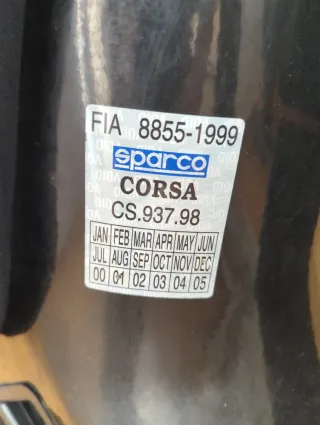 FIA 8855-1999
sparco
CORSA
CS.937.98
JAN FEB MAR APR MAY JUN
JUL AUG SEP OCT NOV DEC
00 01 02 03 04 05